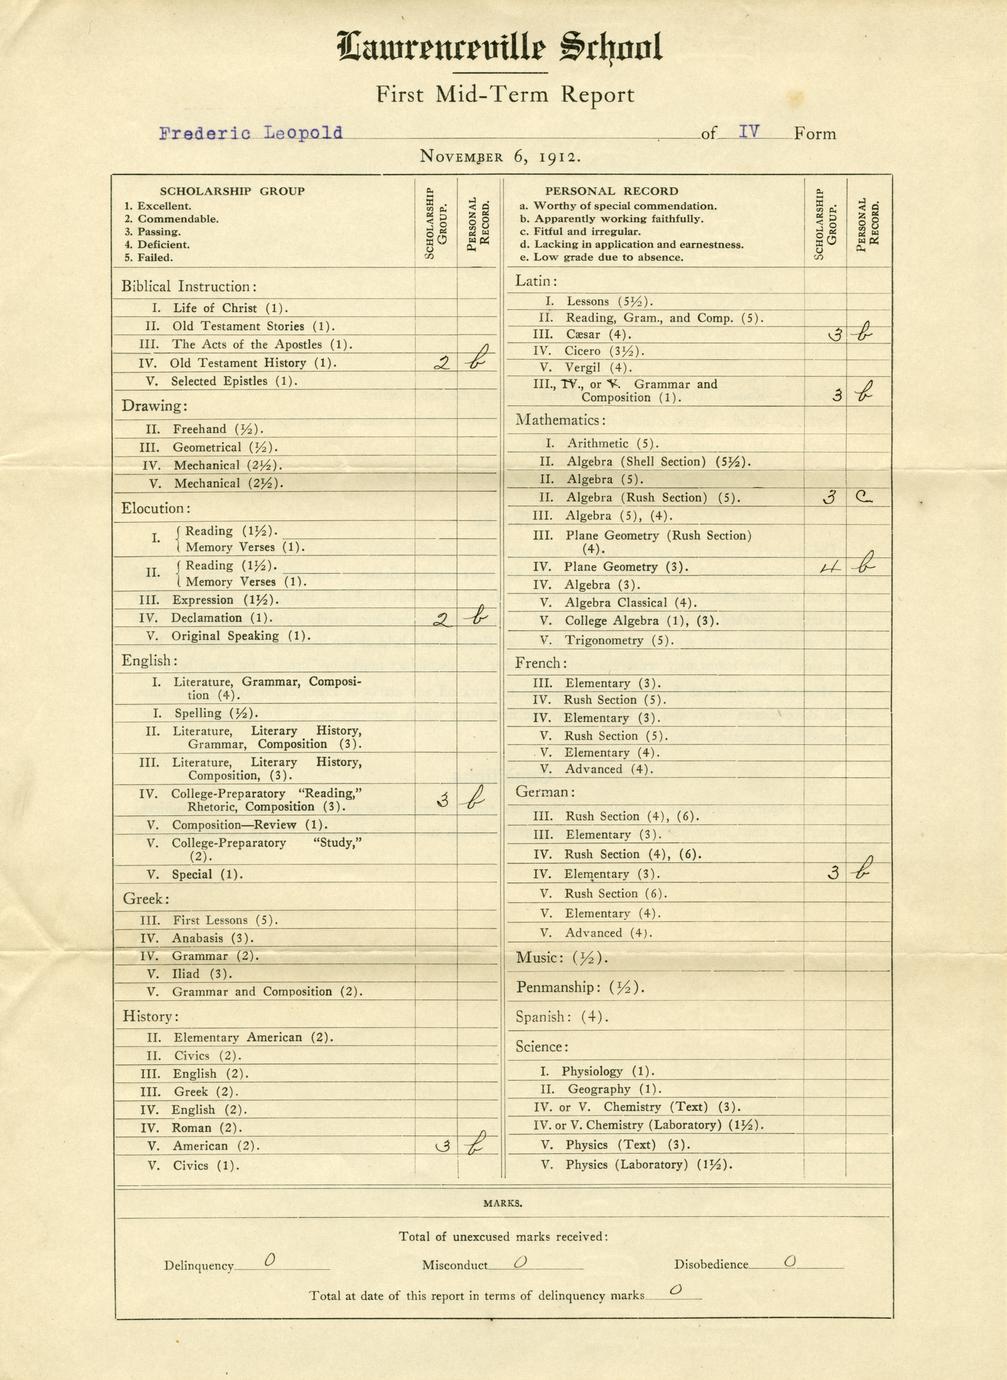 Lawrenceville School
First Mid-Term Report
Frederic Leopold of IV Form
November 6, 1912.
SCHOLARSHIP GROUP
1. Excellent.
2. Commendable.
3. Passing.
4. Deficient.
5. Failed.
Scholarship Group.
Personal Record.
Biblical Instruction:
I. Life of Christ (1).
II. Old Testament Stories (1).
III. The Acts of the Apostles (1).
IV. Old Testament History (1). 2 b
V. Selected Epistles (1).
Drawing:
II. Freehand (½).
III. Geometrical (½).
IV. Mechanical (2½).
V. Mechanical (2½).
Elocution:
I. { Reading (1½).
Memory Verses (1).
II. { Reading (1½).
Memory Verses (1).
III. Expression (1½).
IV. Declamation (1). 2 b
V. Original Speaking (1).
English:
I. Literature, Grammar, Composi-
tion (4).
I. Spelling (½).
II. Literature, Literary History,
Grammar, Composition (3).
III. Literature, Literary History,
Composition, (3).
IV. College-Preparatory "Reading,"
Rhetoric, Composition (3). 3 b
V. Composition—Review (1).
V. College-Preparatory "Study,"
(2).
V. Special (1).
Greek:
III. First Lessons (5).
IV. Anabasis (3).
IV. Grammar (2).
V. Iliad (3).
V. Grammar and Composition (2).
History:
II. Elementary American (2).
II. Civics (2).
III. English (2).
III. Greek (2).
IV. English (2).
IV. Roman (2).
V. American (2). 3 b
V. Civics (1).
PERSONAL RECORD
a. Worthy of special commendation.
b. Apparently working faithfully.
c. Fitful and irregular.
d. Lacking in application and earnestness.
e. Low grade due to absence.
Scholarship Group.
Personal Record.
Latin:
I. Lessons (5½).
II. Reading, Gram., and Comp. (5).
III. Cæsar (4). 3 b
IV. Cicero (3½).
V. Vergil (4).
III., IV., or V. Grammar and
Composition (1). 3 b
Mathematics:
I. Arithmetic (5).
II. Algebra (Shell Section) (5½).
II. Algebra (5).
II. Algebra (Rush Section) (5). 3 c
III. Algebra (5), (4).
III. Plane Geometry (Rush Section)
(4).
IV. Plane Geometry (3). 4 b
IV. Algebra (3).
V. Algebra Classical (4).
V. College Algebra (1), (3).
V. Trigonometry (5).
French:
III. Elementary (3).
IV. Rush Section (5).
IV. Elementary (3).
V. Rush Section (5).
V. Elementary (4).
V. Advanced (4).
German:
III. Rush Section (4), (6).
III. Elementary (3).
IV. Rush Section (4), (6).
IV. Elementary (3). 3 b
V. Rush Section (6).
V. Elementary (4).
V. Advanced (4).
Music: (½).
Penmanship: (½).
Spanish: (4).
Science:
I. Physiology (1).
II. Geography (1).
IV. or V. Chemistry (Text) (3).
IV. or V. Chemistry (Laboratory) (1½).
V. Physics (Text) (3).
V. Physics (Laboratory) (1½).
MARKS.
Total of unexcused marks received:
Delinquency 0 Misconduct 0 Disobedience 0
Total at date of this report in terms of delinquency marks 0